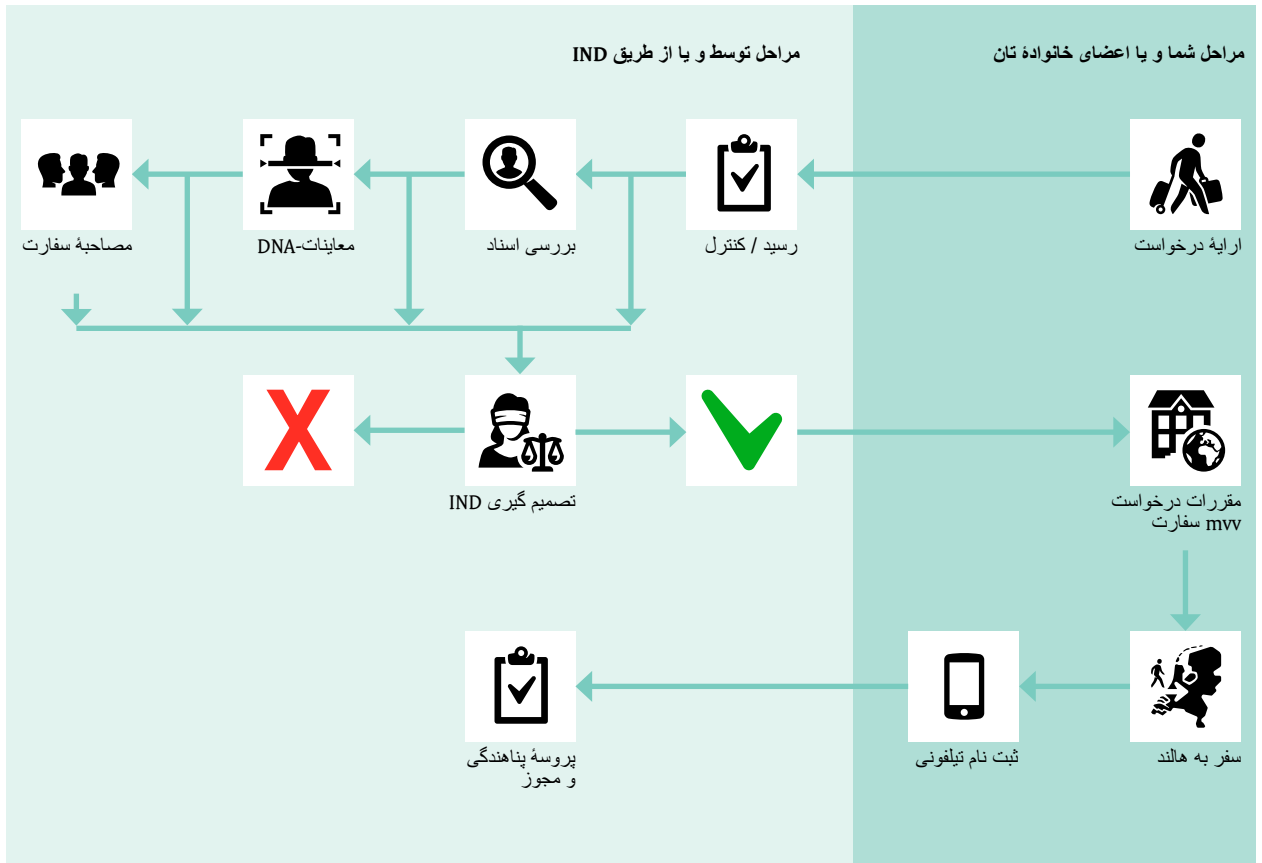 مراحل شما و یا اعضای خانوادهٔ تان
مراحل توسط و یا از طریق IND
ارایهٔ درخواست
رسید / کنترل
بررسی اسناد
معاینات-DNA
مصاحبهٔ سفارت
تصمیم گیری IND
مقررات درخواست
mvv سفارت
سفر به هالند
ثبت نام تیلفونی
پروسهٔ پناهندگی
و مجوز